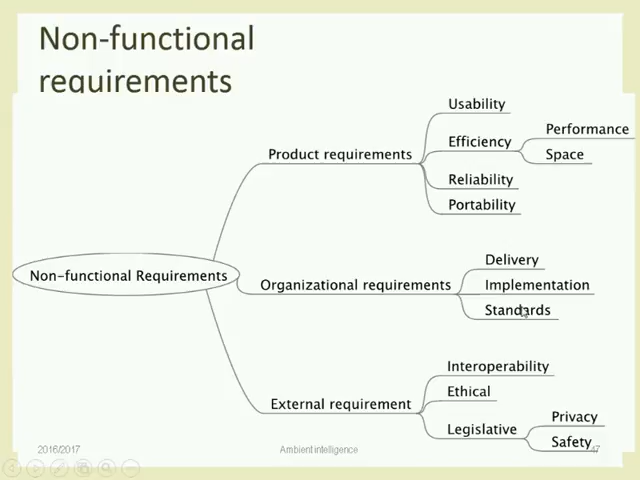 Non-functional
requirements
Usability
Performance
Efficiency
Space
Product requirements
Reliability
Portability
Delivery
Non-functional Requirements
Organizational requirements
Implementation
Standards
Interoperability
Ethical
External requirement
Legislative
Privacy
Safety
2016/2017
Ambient intelligence
47